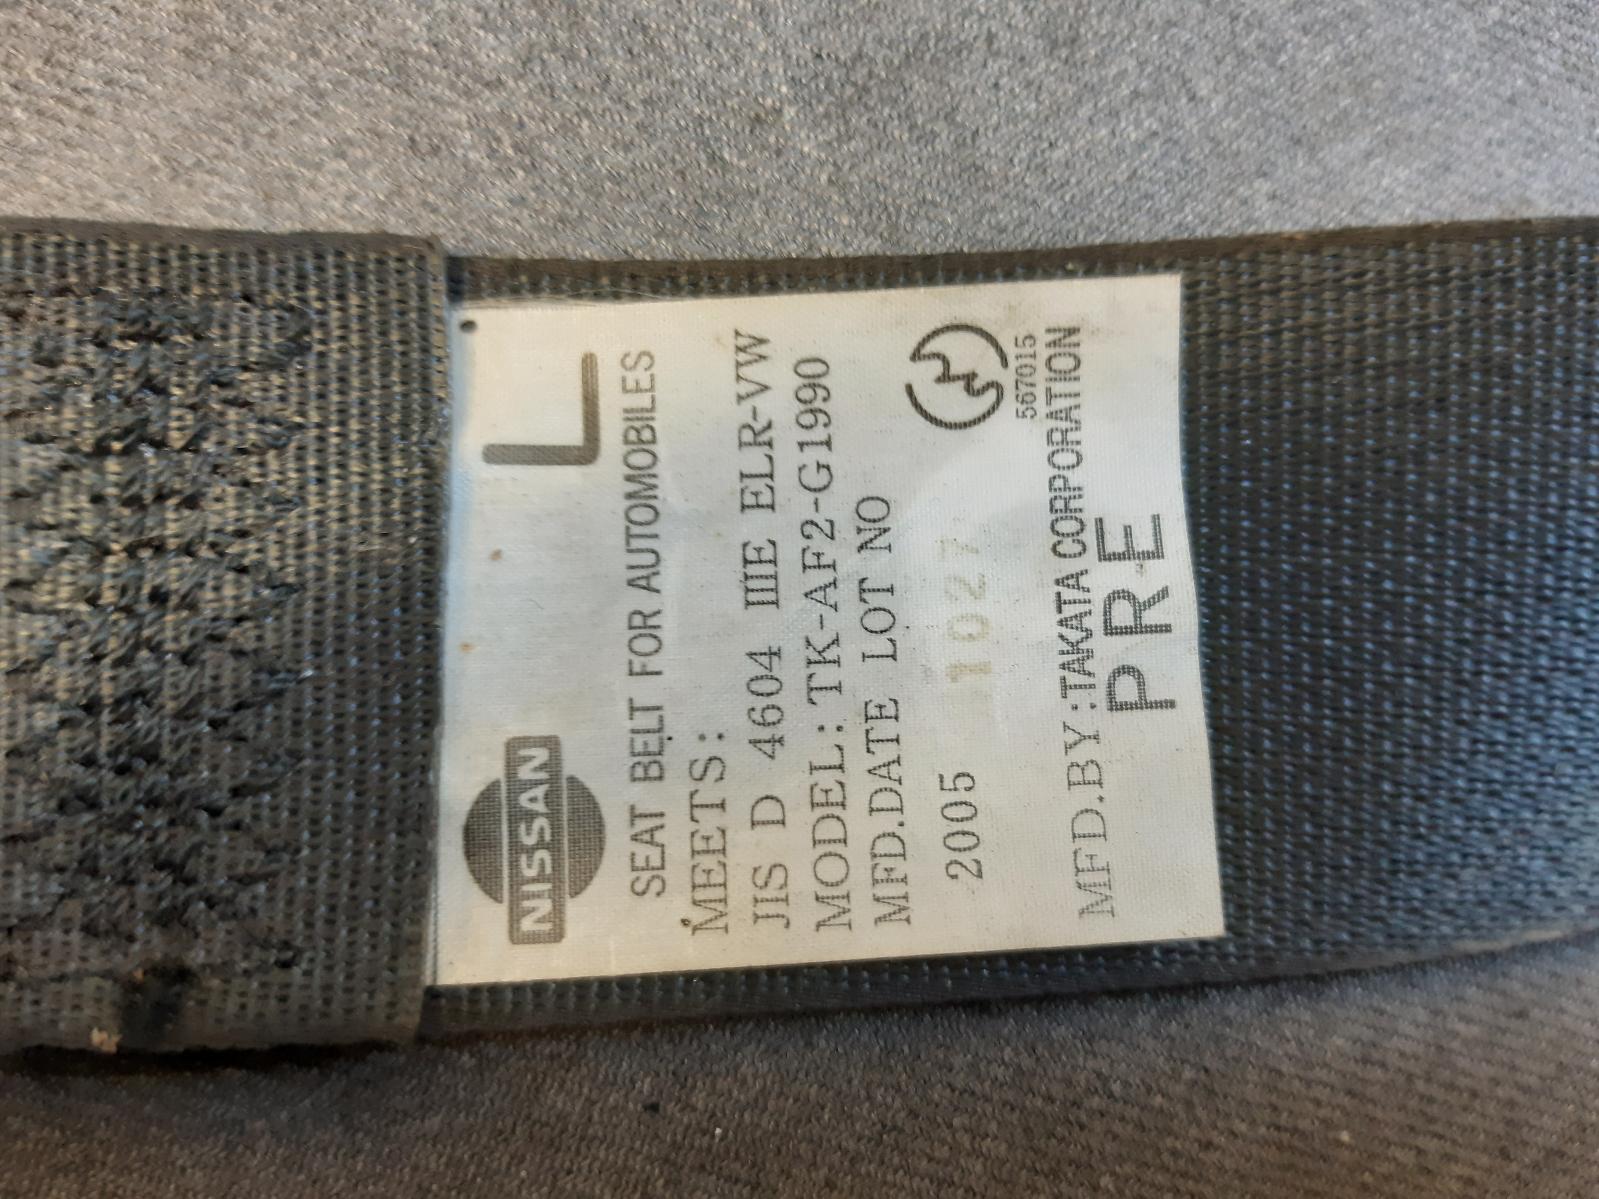 NISSAN
L
SEAT BELT FOR AUTOMOBILES
MEETS:
JIS D 4604 IIIE ELR-VW
MODEL:TK-AF2-G1990
MFD.DATE LOT NO
2005 1027
567015
MFD.BY:TAKATA CORPORATION
PRE